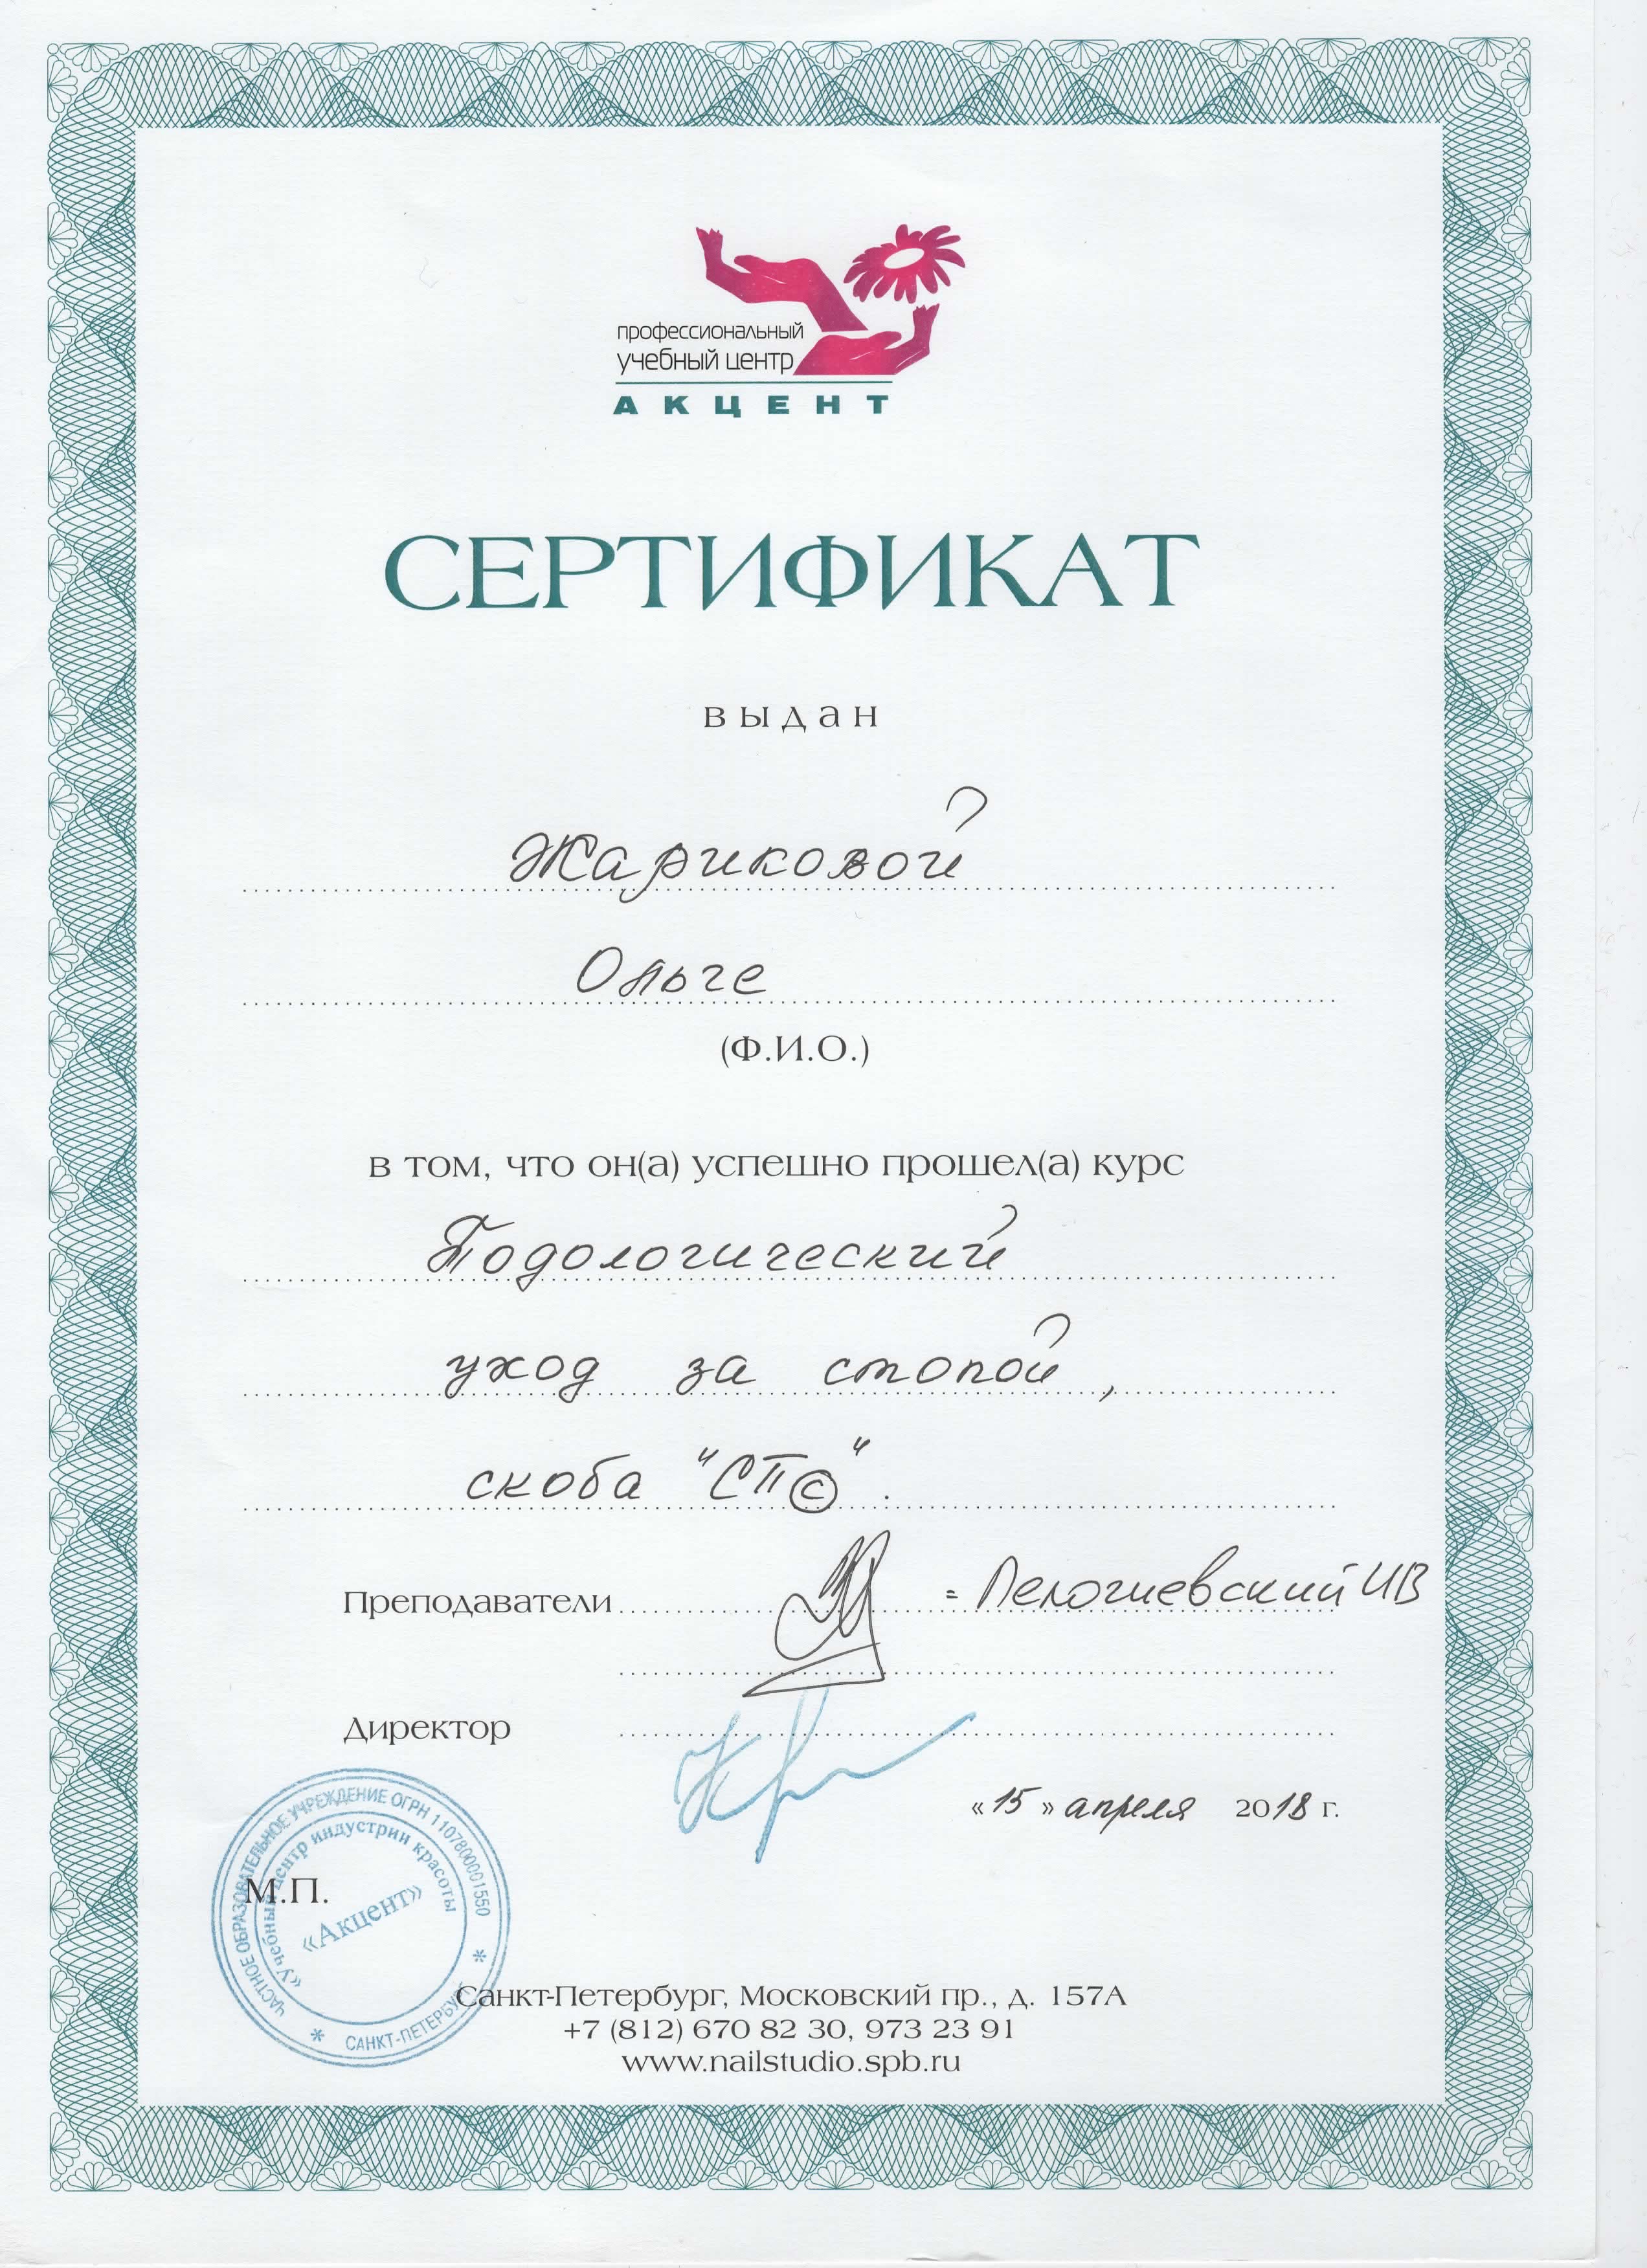 профессиональный
учебный центр
АКЦЕНТ
СЕРТИФИКАТ
выдан
Жариковой
Ольге
(Ф.И.О.)
в том, что он(а) успешно прошел(а) курс
Подологический
уход за стопой,
скоба "СП©".
Преподаватели = Пелогиевский ИВ
Директор
«15» апреля 2018 г.
ЧАСТНОЕ ОБРАЗОВАТЕЛЬНОЕ УЧРЕЖДЕНИЕ ОГРН 1107800001550
«Учебный центр индустрии красоты
«Акцент»
* САНКТ-ПЕТЕРБУРГ *
М.П.
Санкт-Петербург, Московский пр., д. 157А
+7 (812) 670 82 30, 973 23 91
www.nailstudio.spb.ru